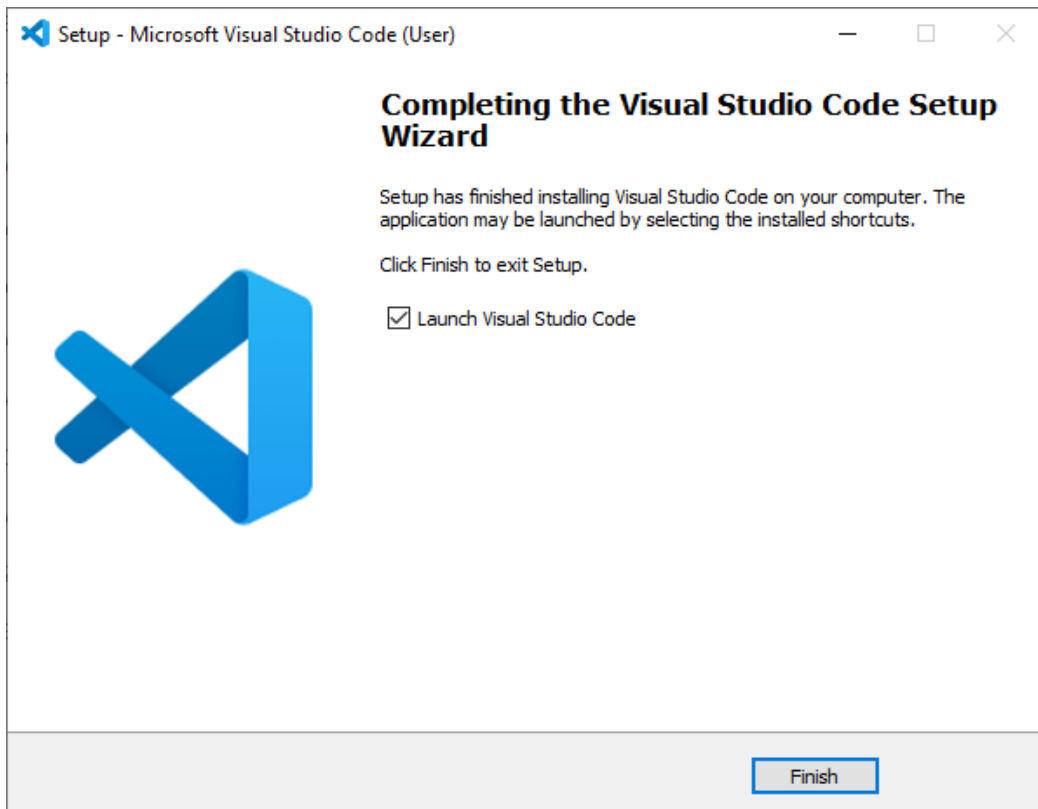 Setup - Microsoft Visual Studio Code (User)
Completing the Visual Studio Code Setup
Wizard
Setup has finished installing Visual Studio Code on your computer. The
application may be launched by selecting the installed shortcuts.
Click Finish to exit Setup.
Launch Visual Studio Code
Finish